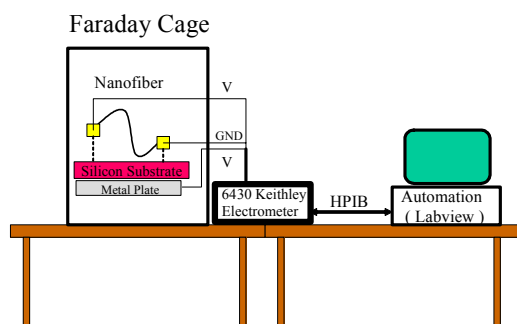 Faraday Cage
Nanofiber
V
GND
V
Silicon Substrate
Metal Plate
6430 Keithley
Electrometer
HPIB
Automation
( Labview )